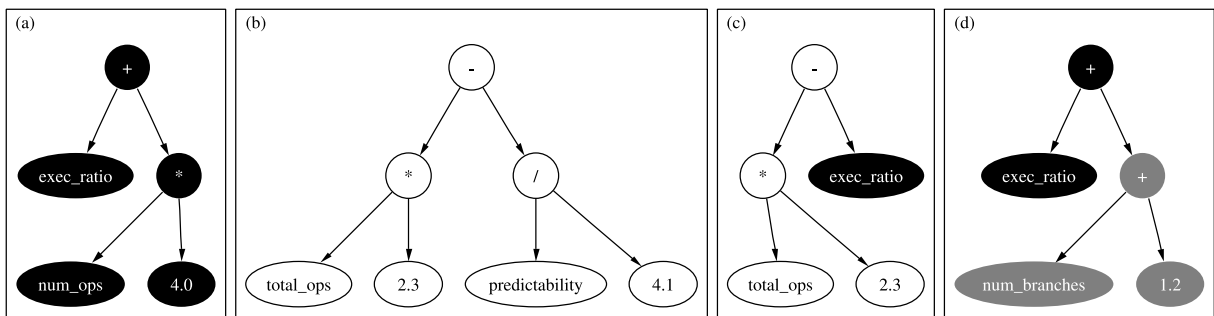 (a)
+
exec_ratio
*
num_ops
4.0
(b)
-
*
/
total_ops
2.3
predictability
4.1
(c)
-
*
exec_ratio
total_ops
2.3
(d)
+
exec_ratio
+
num_branches
1.2